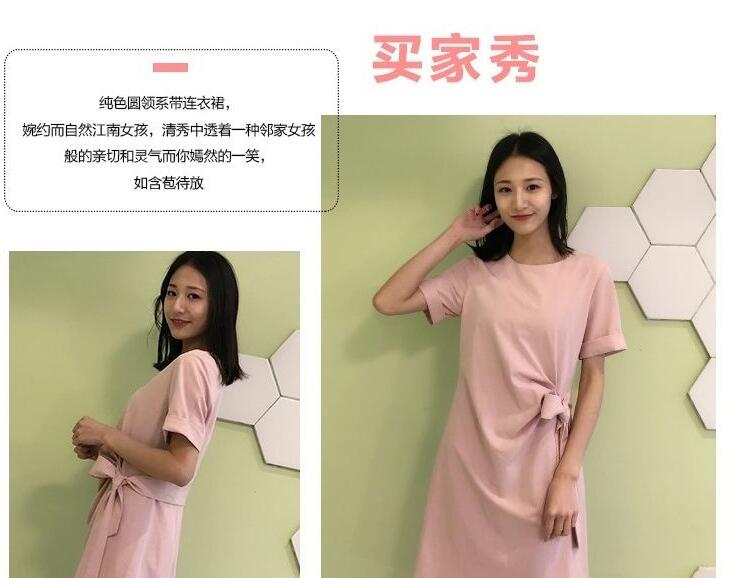 买家秀
纯色圆领系带连衣裙，
婉约而自然江南女孩，清秀中透着一种邻家女孩
般的亲切和灵气而你嫣然的一笑，
如含苞待放